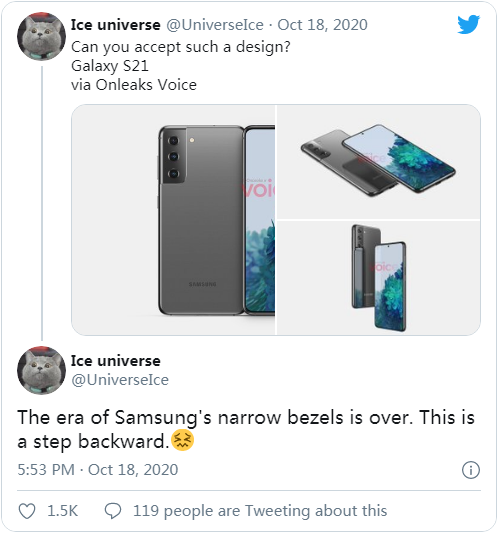 Ice universe @UniverseIce · Oct 18, 2020
Can you accept such a design?
Galaxy S21
via Onleaks Voice
voi
voice
voice
SAMSUNG
Ice universe
@UniverseIce
The era of Samsung's narrow bezels is over. This is
a step backward.😖
5:53 PM · Oct 18, 2020
1.5K
119 people are Tweeting about this